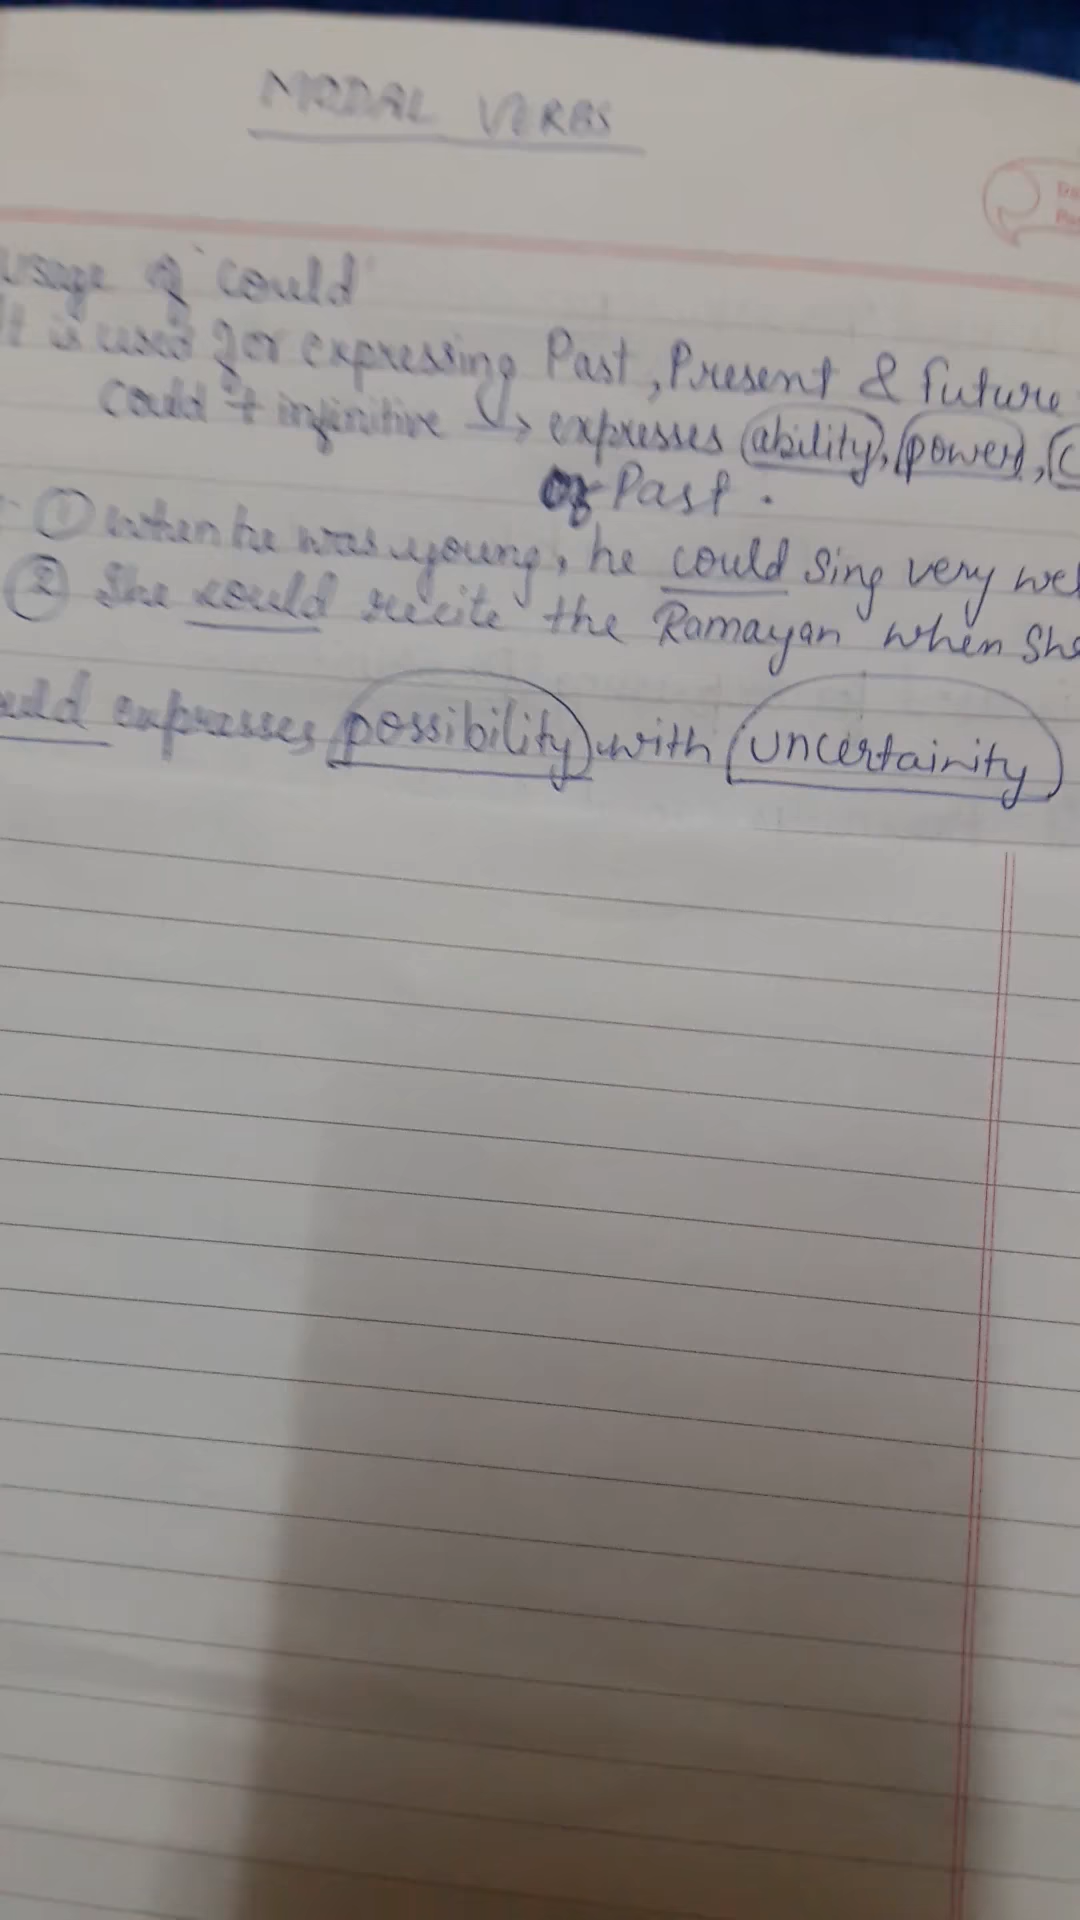 MODAL VERBS
Usage of "could"
It is used for expressing Past, Present & future
Could + infinitive → expresses ability, power, C
of Past.
① When he was young, he could sing very wel
② She could recite the Ramayan when She
uld expresses possibility with uncertainity